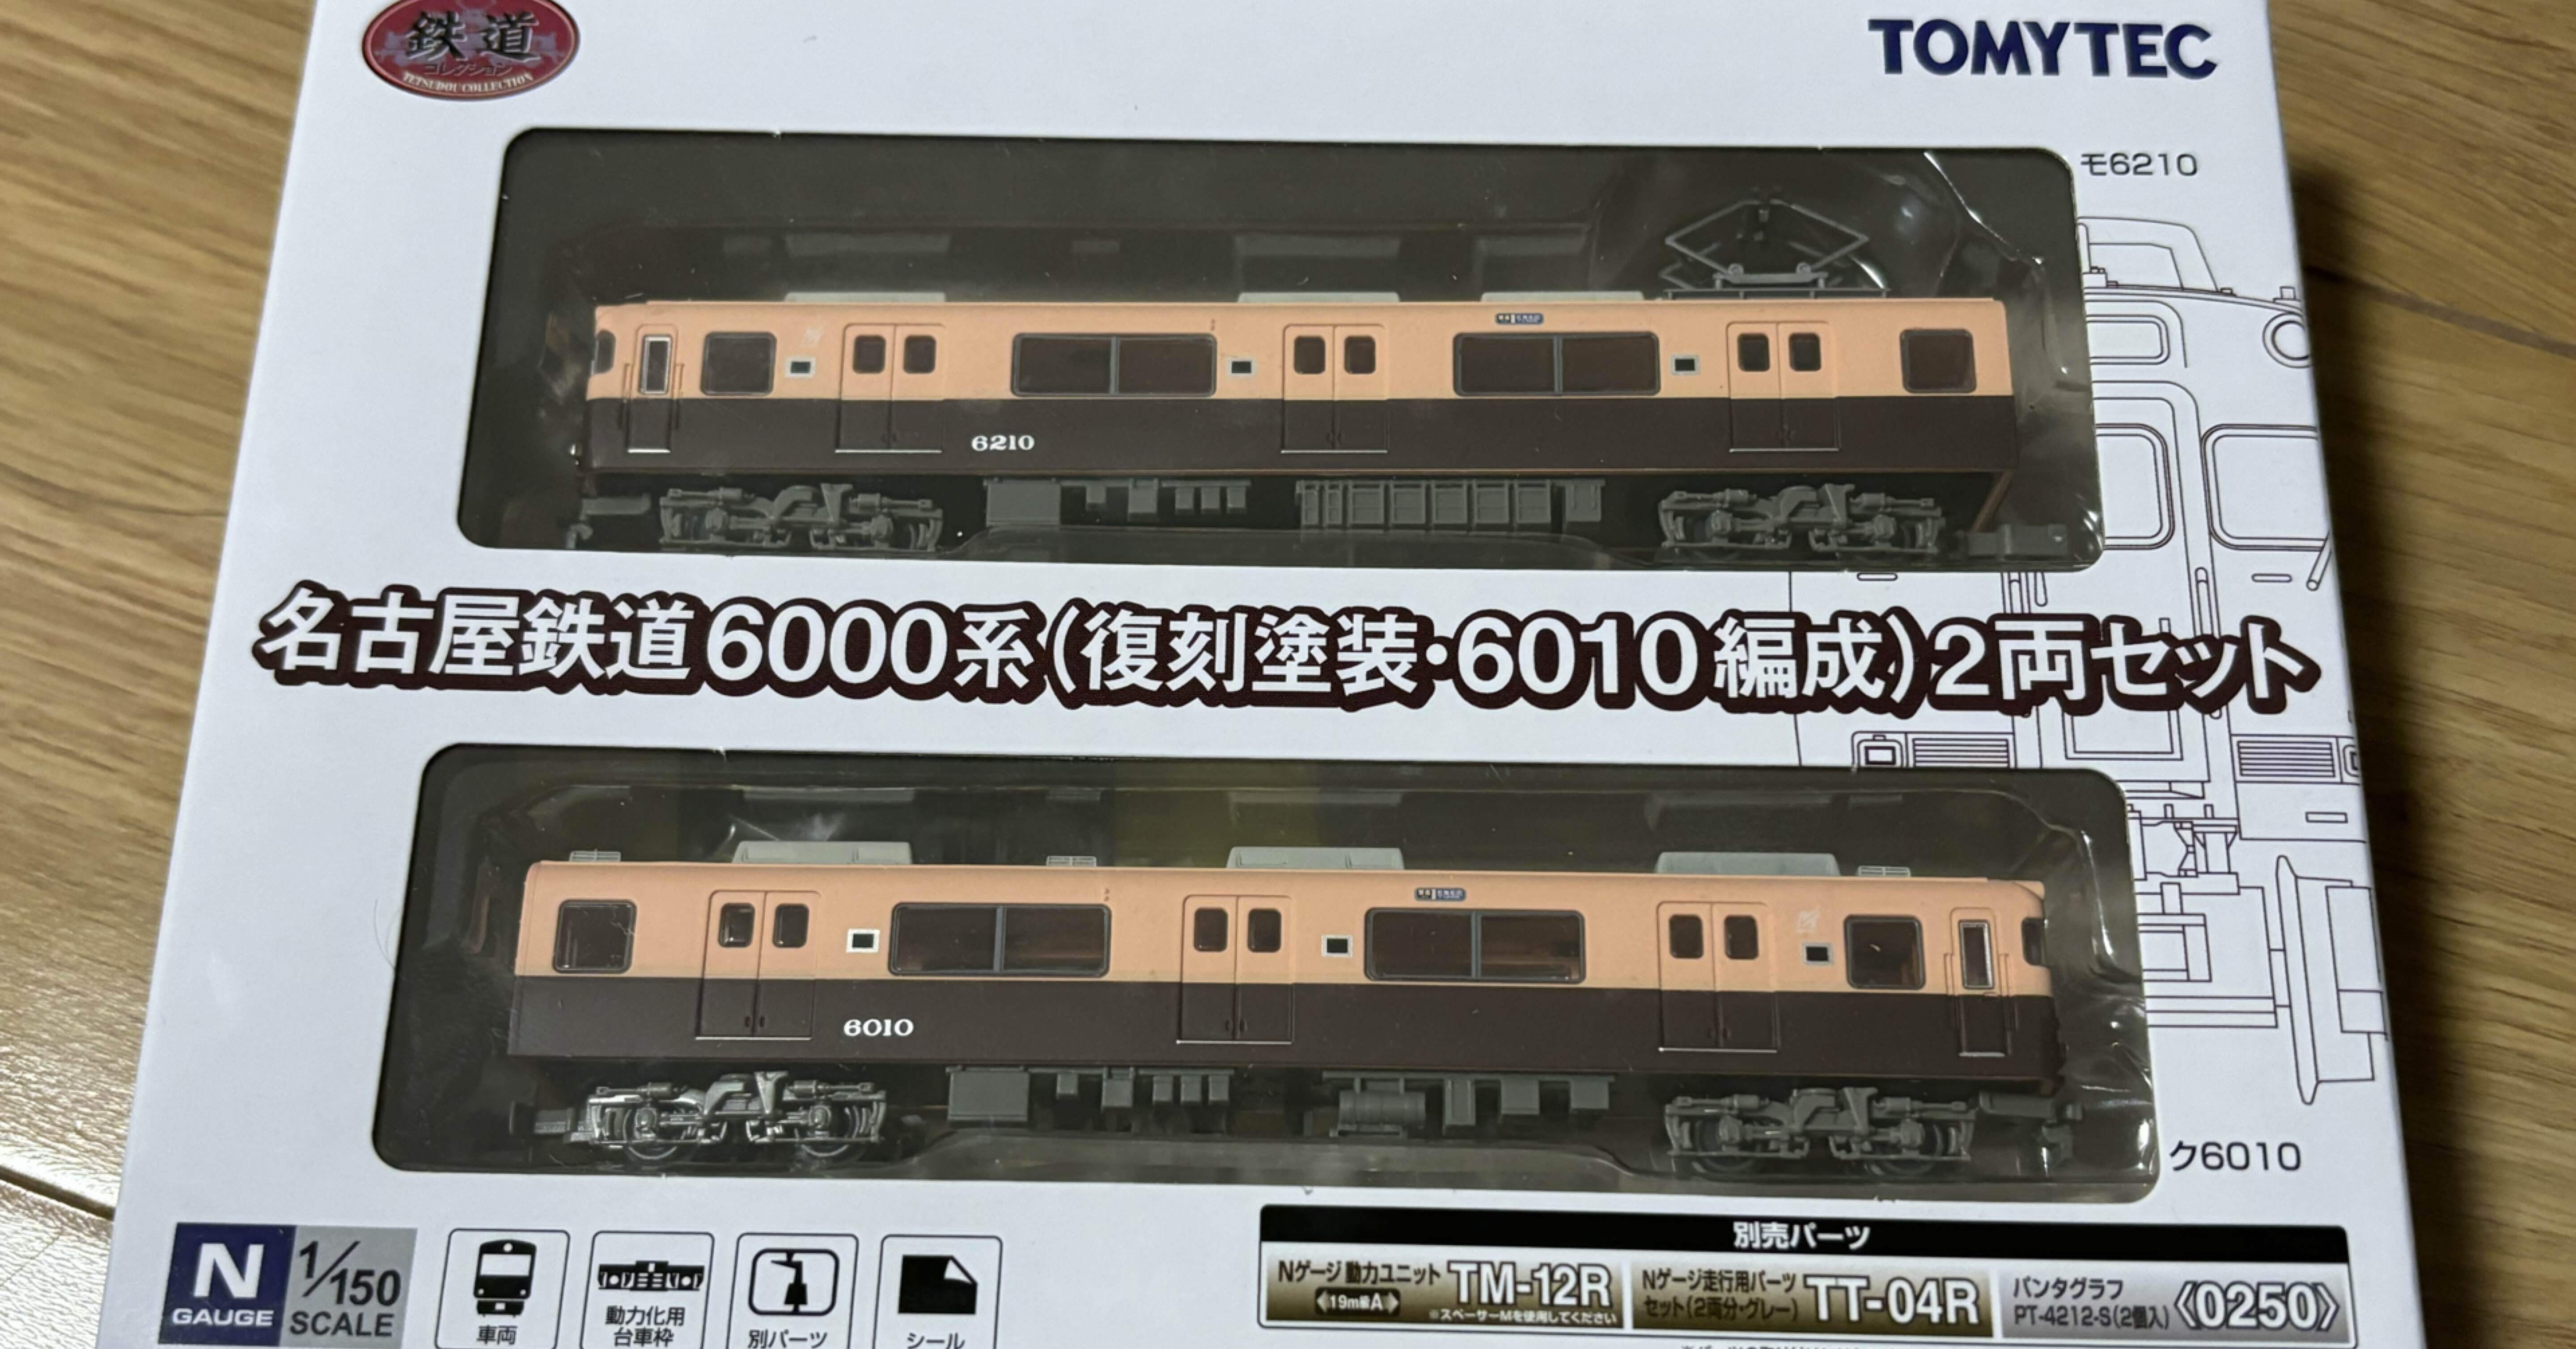 鉄道
コレクション
TETSUDOU COLLECTION
TOMYTEC
モ6210
6210
名古屋鉄道6000系(復刻塗装・6010編成)2両セット
6010
ク6010
N
GAUGE
1/150
SCALE
車両
動力化用
台車枠
別パーツ
シール
別売パーツ
Nゲージ 動力ユニット
〈19m級A〉
TM-12R
※スペーサーMを使用してください
Nゲージ走行用パーツ
セット(2両分・グレー)
TT-04R
パンタグラフ
PT-4212-S(2個入)
《0250》